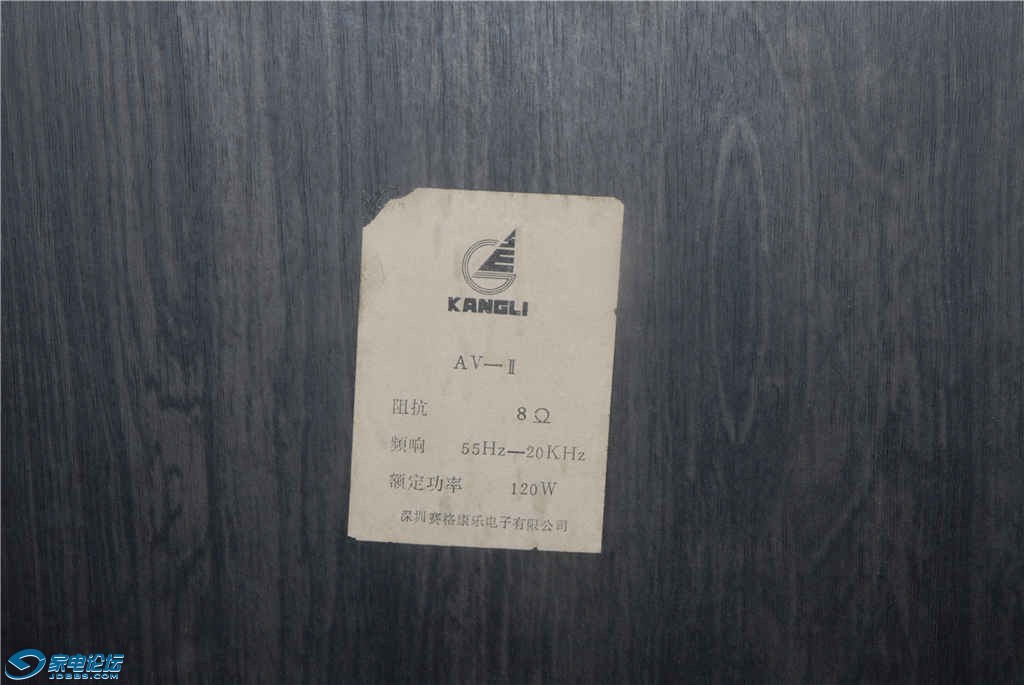 KANGLI
AV—Ⅱ
阻抗 8Ω
频响 55Hz—20KHz
额定功率 120W
深圳赛格康乐电子有限公司
家电论坛
JDBBS.COM